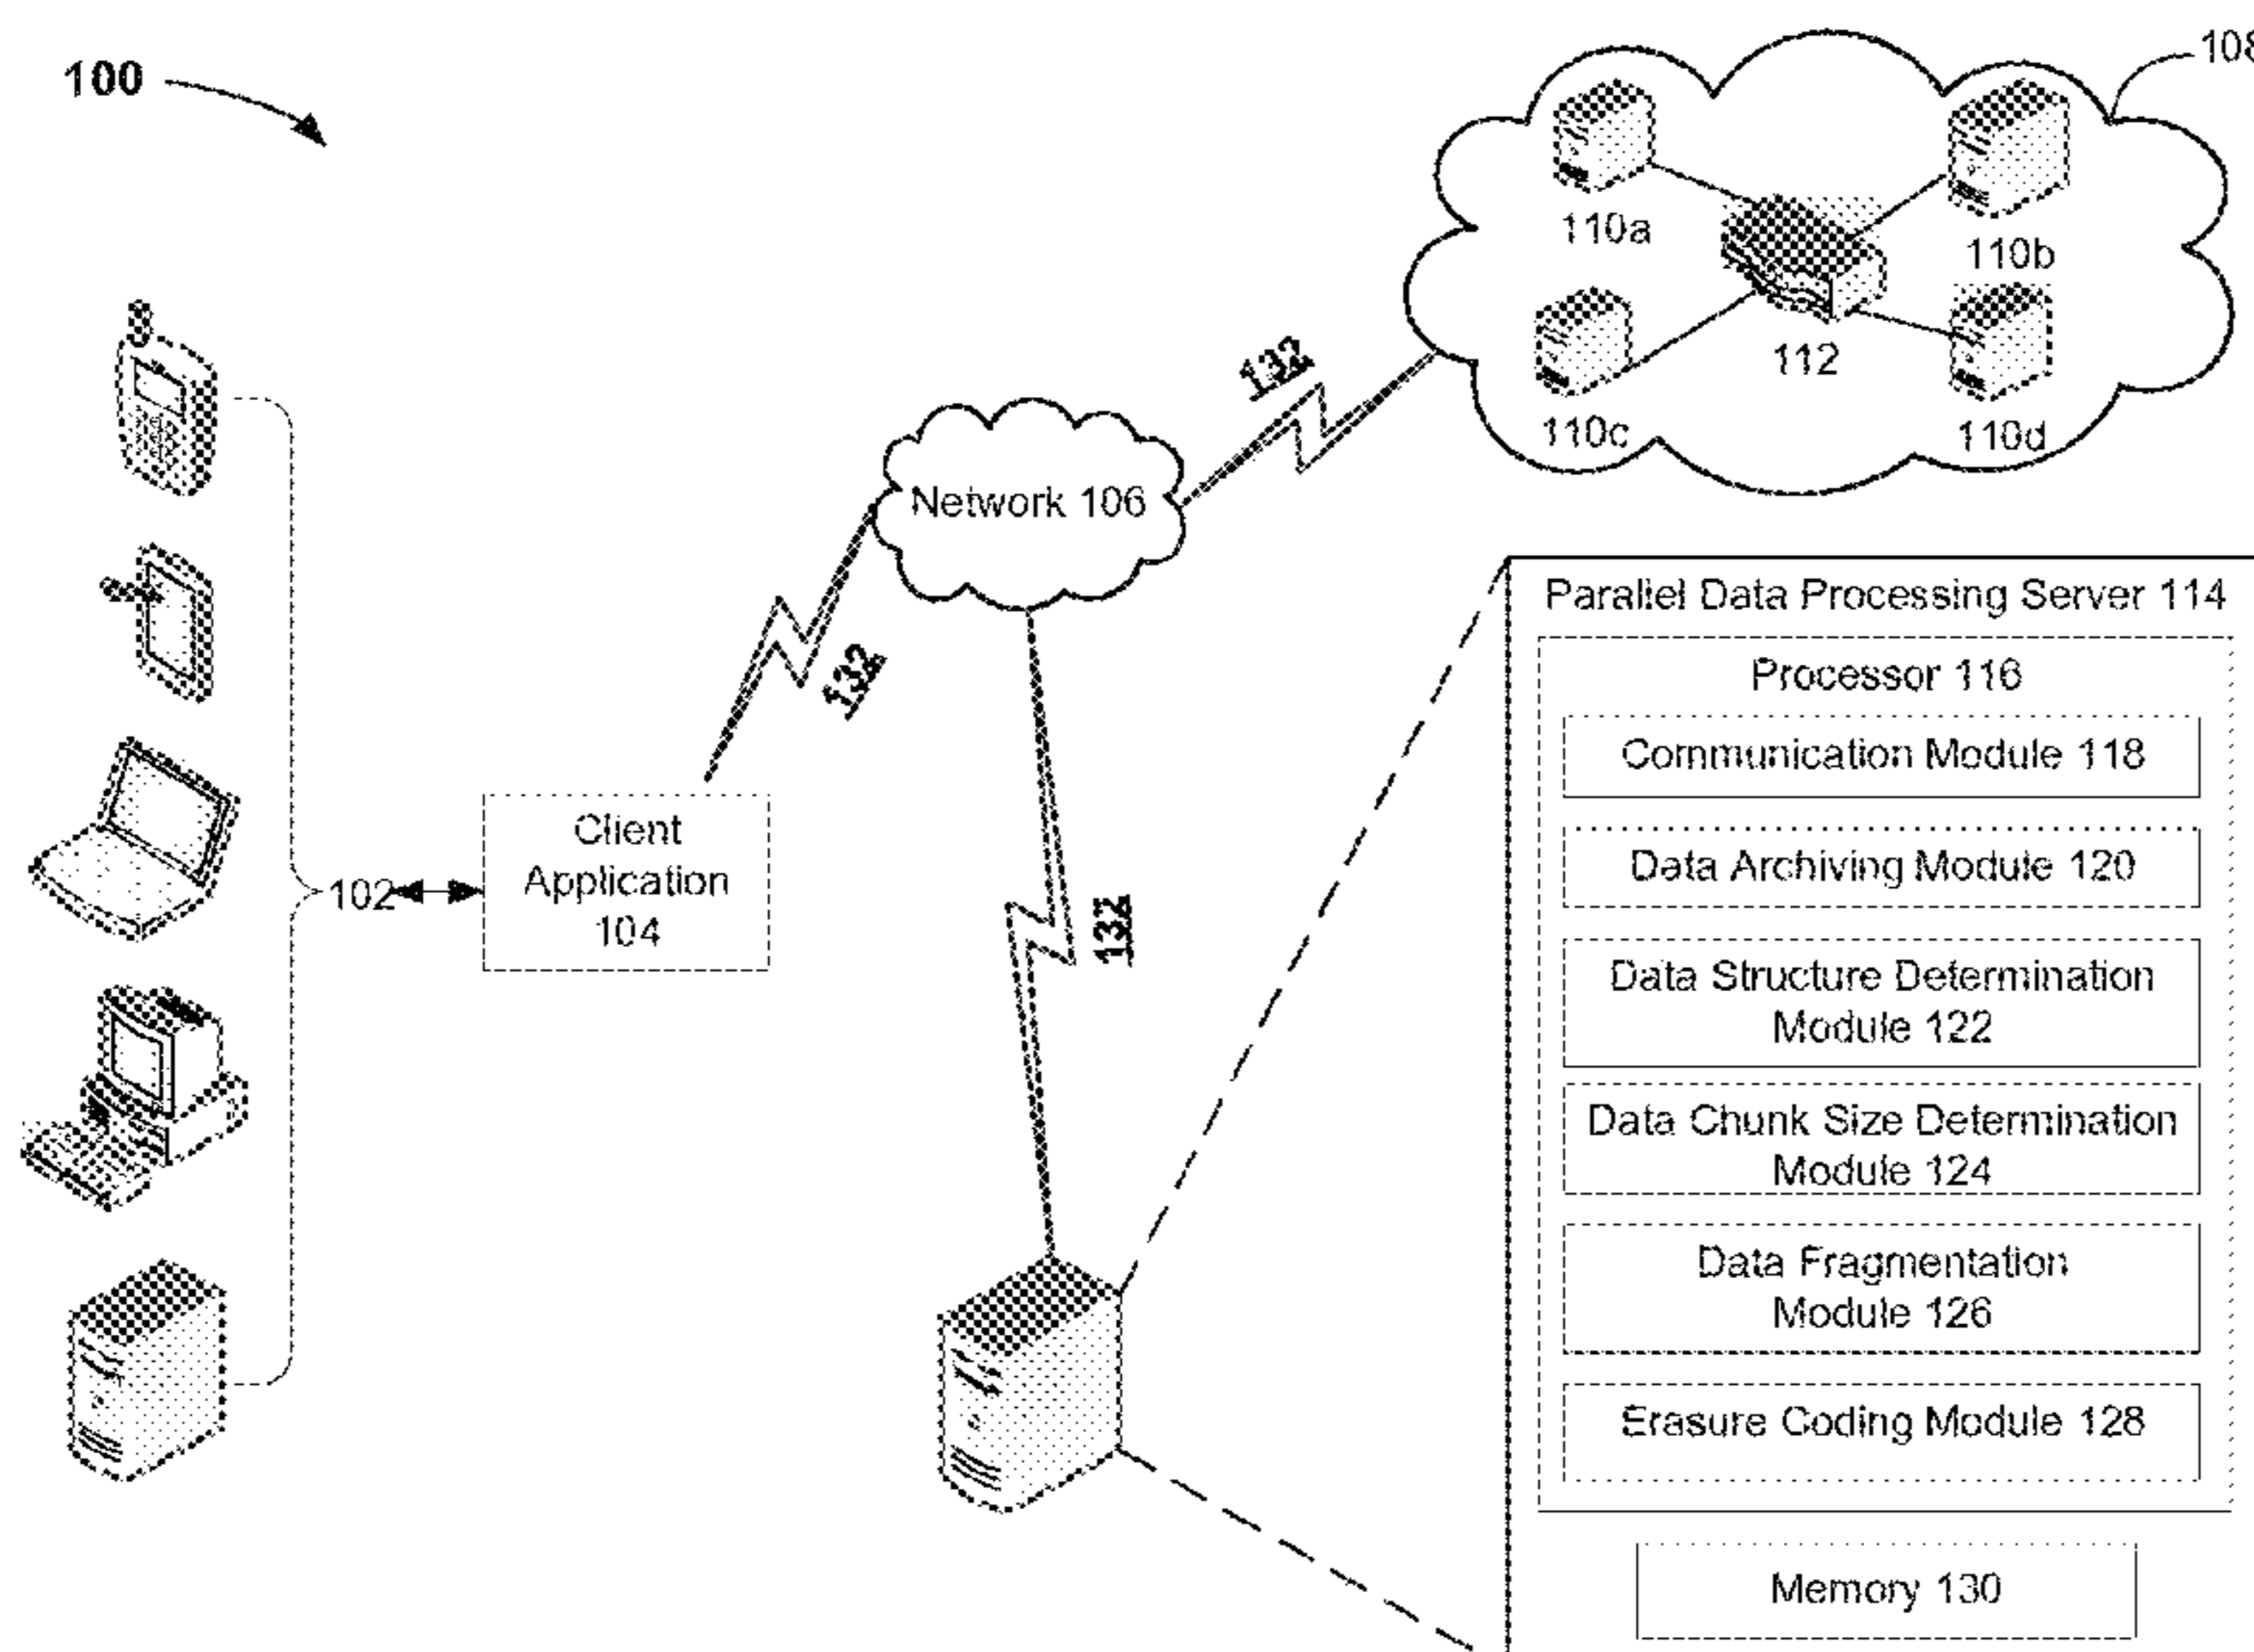 100
108
110a
110b
112
110c
110d
132
Network 106
132
132
102
Client
Application
104
Parallel Data Processing Server 114
Processor 116
Communication Module 118
Data Archiving Module 120
Data Structure Determination
Module 122
Data Chunk Size Determination
Module 124
Data Fragmentation
Module 126
Erasure Coding Module 128
Memory 130